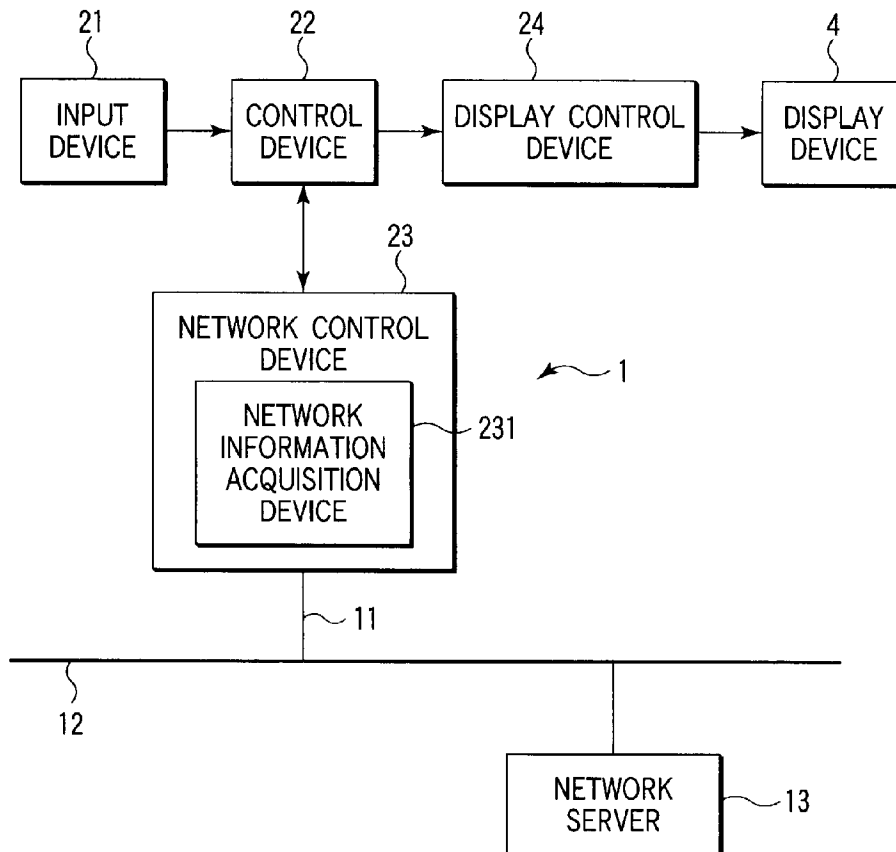 21
22
24
4
INPUT
DEVICE
CONTROL
DEVICE
DISPLAY CONTROL
DEVICE
DISPLAY
DEVICE
23
NETWORK CONTROL
DEVICE
1
NETWORK
INFORMATION
ACQUISITION
DEVICE
231
11
12
NETWORK
SERVER
13